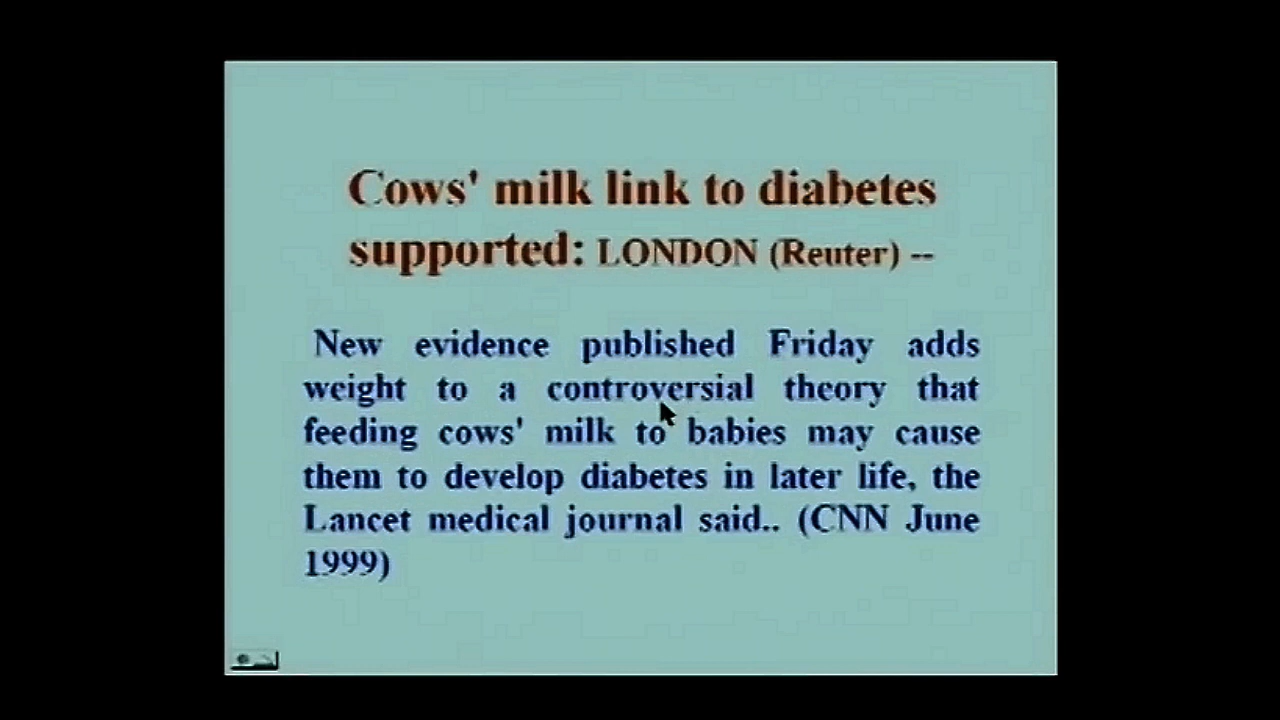 Cows' milk link to diabetes
supported: LONDON (Reuter) --
New evidence published Friday adds
weight to a controversial theory that
feeding cows' milk to babies may cause
them to develop diabetes in later life, the
Lancet medical journal said.. (CNN June
1999)